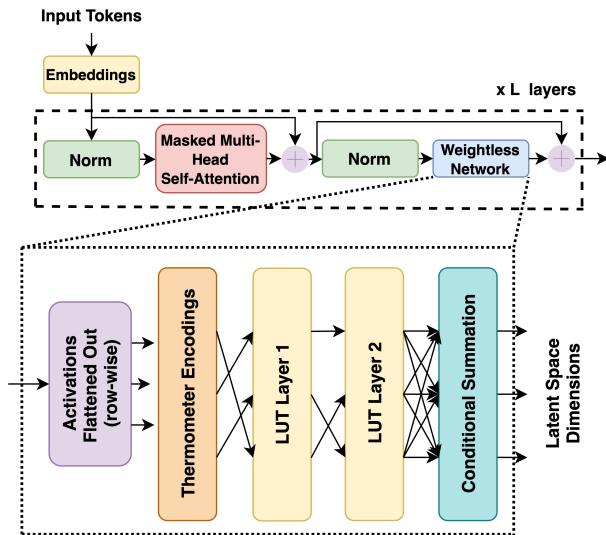 Input Tokens
Embeddings
x L layers
Norm
Masked Multi-
Head
Self-Attention
Norm
Weightless
Network
Activations
Flattened Out
(row-wise)
Thermometer Encodings
LUT Layer 1
LUT Layer 2
Conditional Summation
Latent Space
Dimensions